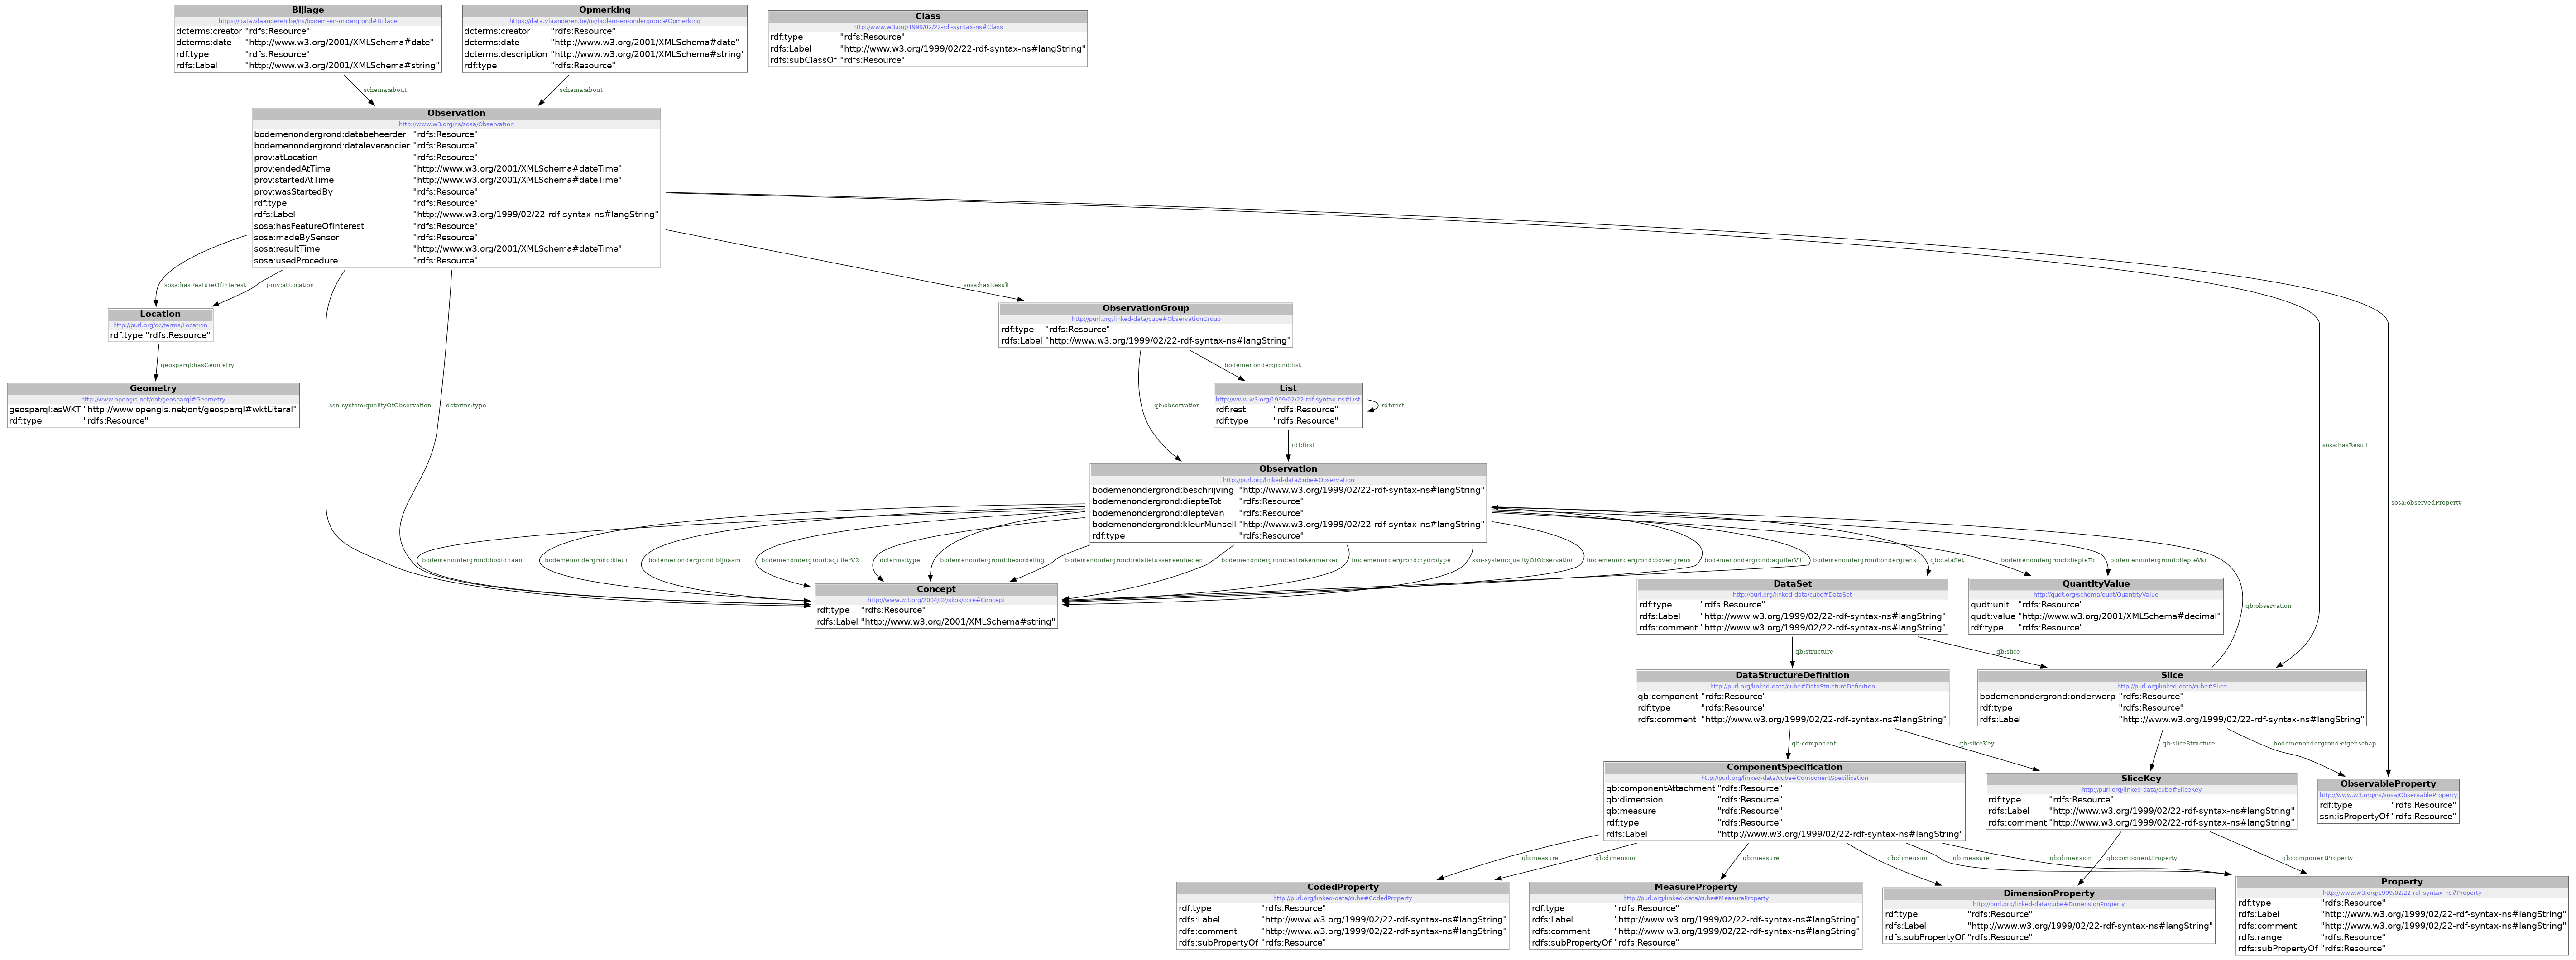 Bijlage
https://data.vlaanderen.be/ns/bodem-en-ondergrond#Bijlage
dcterms:creator "rdfs:Resource"
dcterms:date "http://www.w3.org/2001/XMLSchema#date"
rdf:type "rdfs:Resource"
rdfs:Label "http://www.w3.org/2001/XMLSchema#string"
Opmerking
https://data.vlaanderen.be/ns/bodem-en-ondergrond#Opmerking
dcterms:creator "rdfs:Resource"
dcterms:date "http://www.w3.org/2001/XMLSchema#date"
dcterms:description "http://www.w3.org/2001/XMLSchema#string"
rdf:type "rdfs:Resource"
Class
http://www.w3.org/1999/02/22-rdf-syntax-ns#Class
rdf:type "rdfs:Resource"
rdfs:Label "http://www.w3.org/1999/02/22-rdf-syntax-ns#langString"
rdfs:subClassOf "rdfs:Resource"
schema:about
schema:about
Observation
http://www.w3.org/ns/sosa/Observation
bodemenondergrond:databeheerder "rdfs:Resource"
bodemenondergrond:dataleverancier "rdfs:Resource"
prov:atLocation "rdfs:Resource"
prov:endedAtTime "http://www.w3.org/2001/XMLSchema#dateTime"
prov:startedAtTime "http://www.w3.org/2001/XMLSchema#dateTime"
prov:wasStartedBy "rdfs:Resource"
rdf:type "rdfs:Resource"
rdfs:Label "http://www.w3.org/1999/02/22-rdf-syntax-ns#langString"
sosa:hasFeatureOfInterest "rdfs:Resource"
sosa:madeBySensor "rdfs:Resource"
sosa:resultTime "http://www.w3.org/2001/XMLSchema#dateTime"
sosa:usedProcedure "rdfs:Resource"
sosa:hasFeatureOfInterest
prov:atLocation
sosa:hasResult
Location
http://purl.org/dc/terms/Location
rdf:type "rdfs:Resource"
ObservationGroup
http://purl.org/linked-data/cube#ObservationGroup
rdf:type "rdfs:Resource"
rdfs:Label "http://www.w3.org/1999/02/22-rdf-syntax-ns#langString"
geosparql:hasGeometry
bodemenondergrond:list
Geometry
http://www.opengis.net/ont/geosparql#Geometry
geosparql:asWKT "http://www.opengis.net/ont/geosparql#wktLiteral"
rdf:type "rdfs:Resource"
ssn-system:qualityOfObservation
dcterms:type
qb:observation
List
http://www.w3.org/1999/02/22-rdf-syntax-ns#List
rdf:rest "rdfs:Resource"
rdf:type "rdfs:Resource"
rdf:rest
rdf:first
sosa:hasResult
sosa:observedProperty
Observation
http://purl.org/linked-data/cube#Observation
bodemenondergrond:beschrijving "http://www.w3.org/1999/02/22-rdf-syntax-ns#langString"
bodemenondergrond:diepteTot "rdfs:Resource"
bodemenondergrond:diepteVan "rdfs:Resource"
bodemenondergrond:kleurMunsell "http://www.w3.org/1999/02/22-rdf-syntax-ns#langString"
rdf:type "rdfs:Resource"
bodemenondergrond:hoofdnaam
bodemenondergrond:kleur
bodemenondergrond:bijnaam
bodemenondergrond:aquiferV2
dcterms:type
bodemenondergrond:beoordeling
bodemenondergrond:relatietusseneenheden
bodemenondergrond:extrakenmerken
bodemenondergrond:hydrotype
ssn-system:qualityOfObservation
bodemenondergrond:bovengrens
bodemenondergrond:aquiferV1
bodemenondergrond:ondergrens
qb:dataSet
bodemenondergrond:diepteTot
bodemenondergrond:diepteVan
qb:observation
Concept
http://www.w3.org/2004/02/skos/core#Concept
rdf:type "rdfs:Resource"
rdfs:Label "http://www.w3.org/2001/XMLSchema#string"
DataSet
http://purl.org/linked-data/cube#DataSet
rdf:type "rdfs:Resource"
rdfs:Label "http://www.w3.org/1999/02/22-rdf-syntax-ns#langString"
rdfs:comment "http://www.w3.org/1999/02/22-rdf-syntax-ns#langString"
QuantityValue
http://qudt.org/schema/qudt/QuantityValue
qudt:unit "rdfs:Resource"
qudt:value "http://www.w3.org/2001/XMLSchema#decimal"
rdf:type "rdfs:Resource"
qb:structure
qb:slice
DataStructureDefinition
http://purl.org/linked-data/cube#DataStructureDefinition
qb:component "rdfs:Resource"
rdf:type "rdfs:Resource"
rdfs:comment "http://www.w3.org/1999/02/22-rdf-syntax-ns#langString"
Slice
http://purl.org/linked-data/cube#Slice
bodemenondergrond:onderwerp "rdfs:Resource"
rdf:type "rdfs:Resource"
rdfs:Label "http://www.w3.org/1999/02/22-rdf-syntax-ns#langString"
qb:component
qb:sliceKey
qb:sliceStructure
bodemenondergrond:eigenschap
ComponentSpecification
http://purl.org/linked-data/cube#ComponentSpecification
qb:componentAttachment "rdfs:Resource"
qb:dimension "rdfs:Resource"
qb:measure "rdfs:Resource"
rdf:type "rdfs:Resource"
rdfs:Label "http://www.w3.org/1999/02/22-rdf-syntax-ns#langString"
SliceKey
http://purl.org/linked-data/cube#SliceKey
rdf:type "rdfs:Resource"
rdfs:Label "http://www.w3.org/1999/02/22-rdf-syntax-ns#langString"
rdfs:comment "http://www.w3.org/1999/02/22-rdf-syntax-ns#langString"
ObservableProperty
http://www.w3.org/ns/sosa/ObservableProperty
rdf:type "rdfs:Resource"
ssn:isPropertyOf "rdfs:Resource"
qb:measure
qb:dimension
qb:measure
qb:dimension
qb:measure
qb:dimension
qb:componentProperty
qb:componentProperty
CodedProperty
http://purl.org/linked-data/cube#CodedProperty
rdf:type "rdfs:Resource"
rdfs:Label "http://www.w3.org/1999/02/22-rdf-syntax-ns#langString"
rdfs:comment "http://www.w3.org/1999/02/22-rdf-syntax-ns#langString"
rdfs:subPropertyOf "rdfs:Resource"
MeasureProperty
http://purl.org/linked-data/cube#MeasureProperty
rdf:type "rdfs:Resource"
rdfs:Label "http://www.w3.org/1999/02/22-rdf-syntax-ns#langString"
rdfs:comment "http://www.w3.org/1999/02/22-rdf-syntax-ns#langString"
rdfs:subPropertyOf "rdfs:Resource"
DimensionProperty
http://purl.org/linked-data/cube#DimensionProperty
rdf:type "rdfs:Resource"
rdfs:Label "http://www.w3.org/1999/02/22-rdf-syntax-ns#langString"
rdfs:subPropertyOf "rdfs:Resource"
Property
http://www.w3.org/1999/02/22-rdf-syntax-ns#Property
rdf:type "rdfs:Resource"
rdfs:Label "http://www.w3.org/1999/02/22-rdf-syntax-ns#langString"
rdfs:comment "http://www.w3.org/1999/02/22-rdf-syntax-ns#langString"
rdfs:range "rdfs:Resource"
rdfs:subPropertyOf "rdfs:Resource"